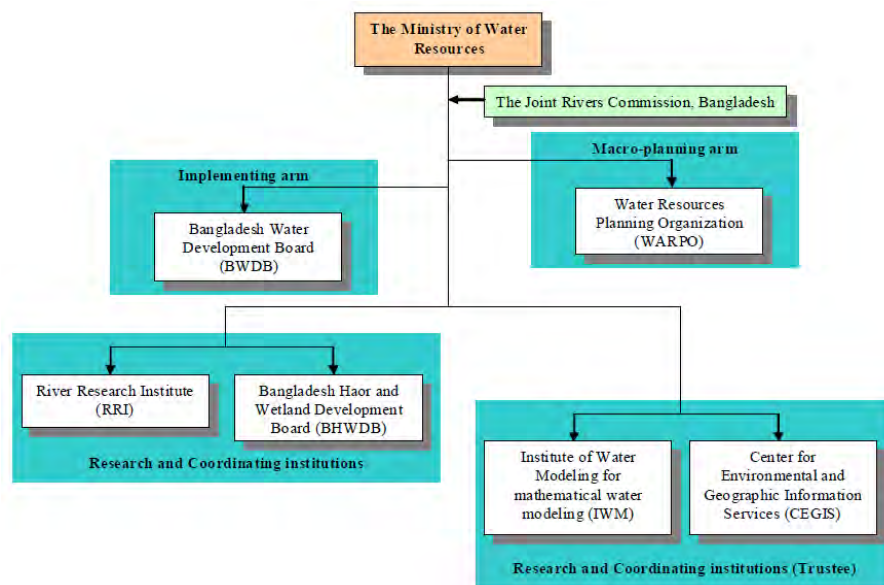 The Ministry of Water
Resources
The Joint Rivers Commission, Bangladesh
Implementing arm
Bangladesh Water
Development Board
(BWDB)
Macro-planning arm
Water Resources
Planning Organization
(WARPO)
River Research Institute
(RRI)
Bangladesh Haor and
Wetland Development
Board (BHWDB)
Research and Coordinating institutions
Institute of Water
Modeling for
mathematical water
modeling (IWM)
Center for
Environmental and
Geographic Information
Services (CEGIS)
Research and Coordinating institutions (Trustee)